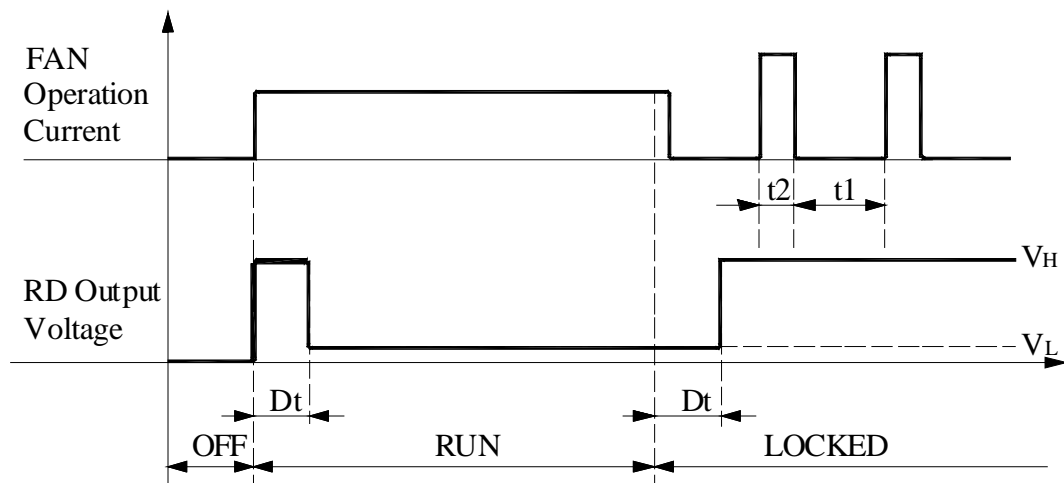 FAN
Operation
Current
t2
t1
VH
RD Output
Voltage
VL
Dt
Dt
OFF
RUN
LOCKED